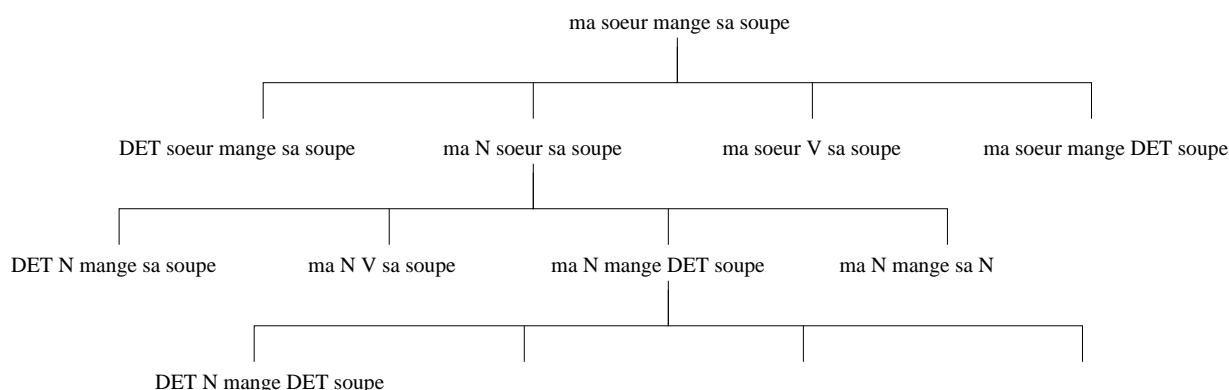 ma soeur mange sa soupe
DET soeur mange sa soupe
ma N soeur sa soupe
ma soeur V sa soupe
ma soeur mange DET soupe
DET N mange sa soupe
ma N V sa soupe
ma N mange DET soupe
ma N mange sa N
DET N mange DET soupe